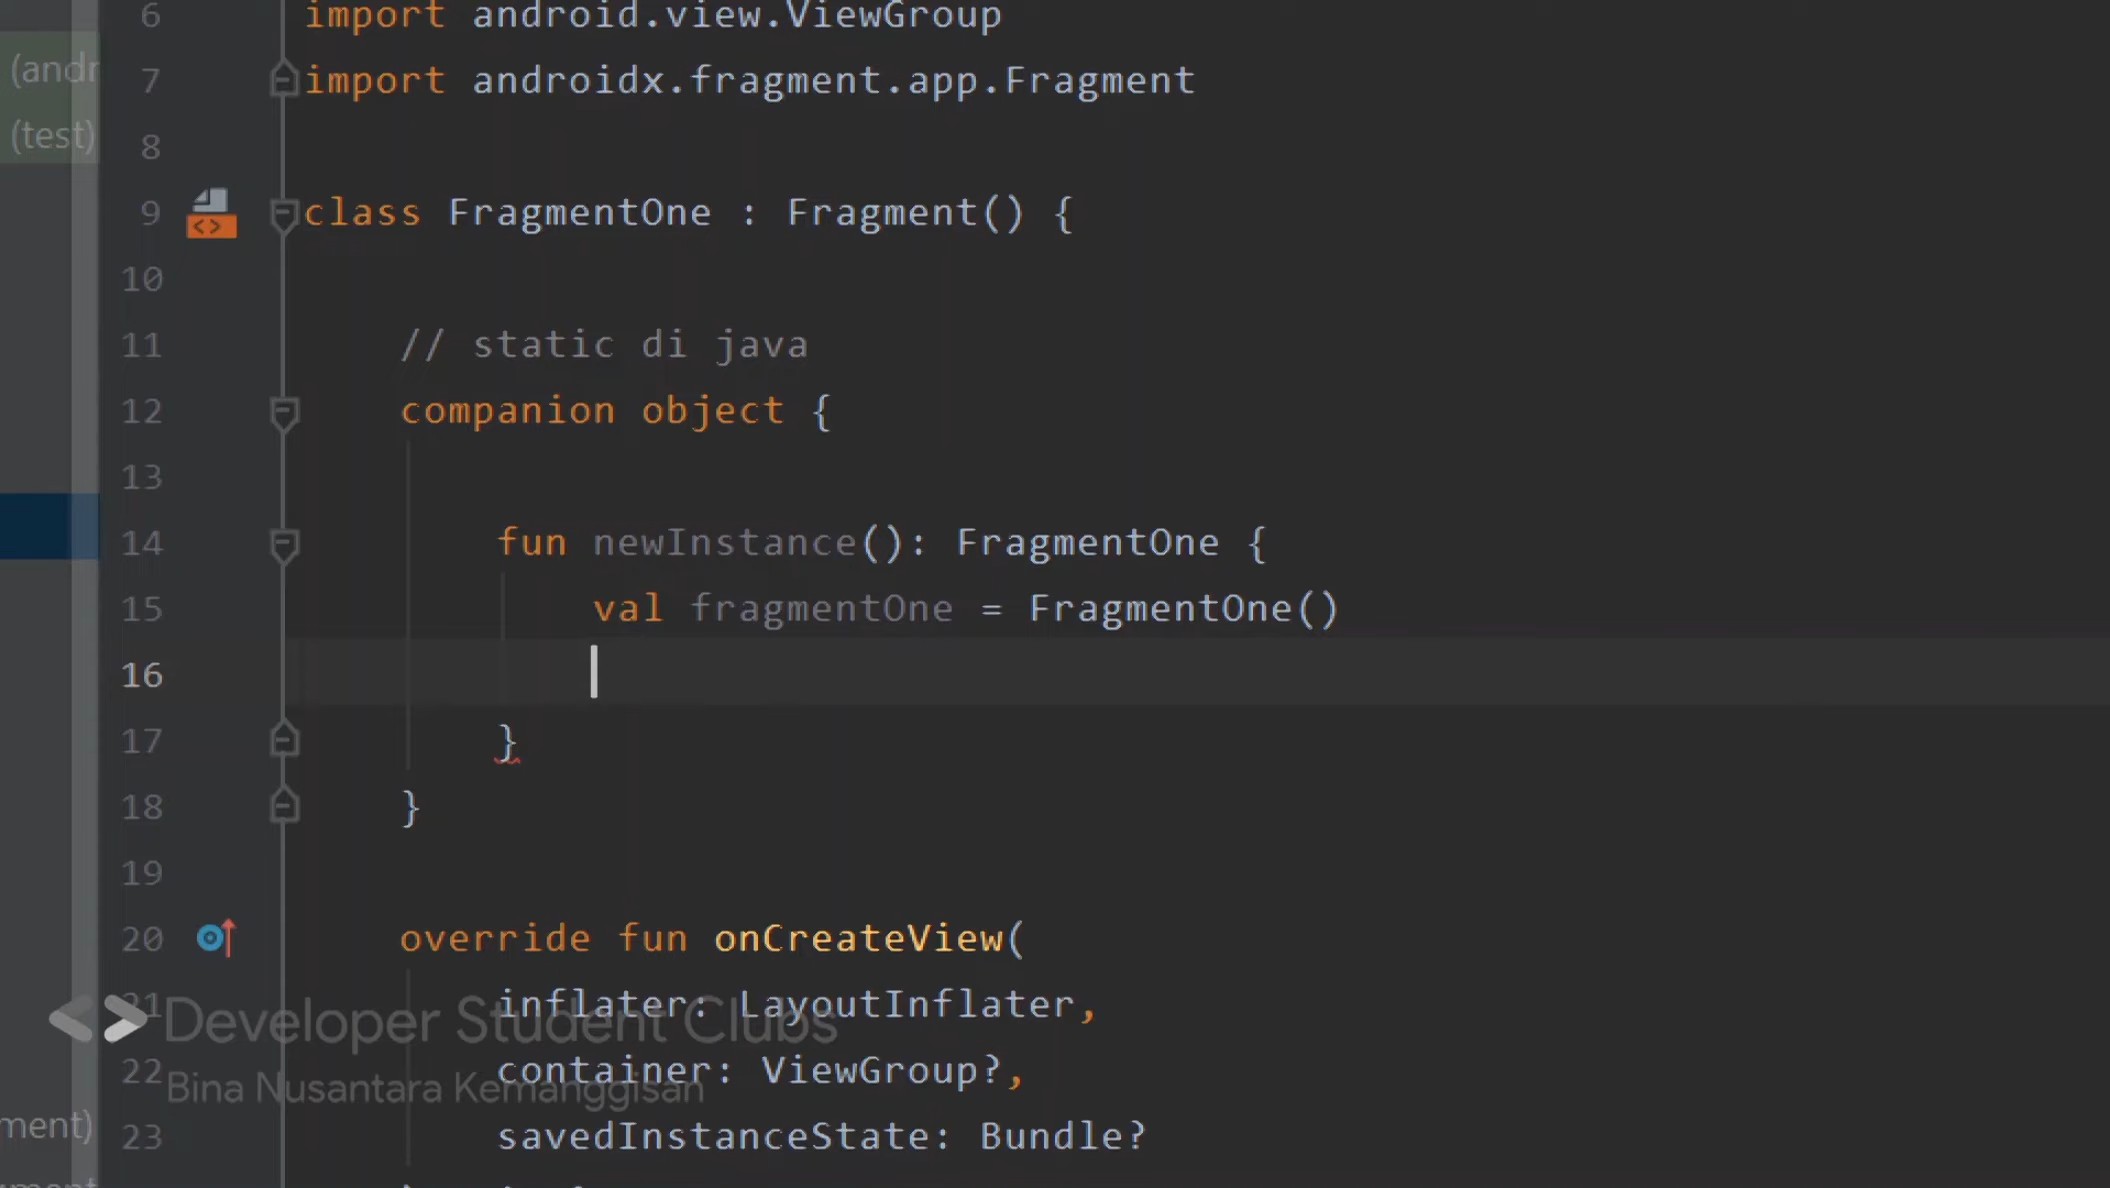 6 import android.view.ViewGroup
(andr
7 import androidx.fragment.app.Fragment
(test)
8
9 <> class FragmentOne : Fragment() {
10
11 // static di java
12 companion object {
13
14 fun newInstance(): FragmentOne {
15 val fragmentOne = FragmentOne()
16
17 }
18 }
19
20 override fun onCreateView(
21 inflater: LayoutInflater,
<> Developer Student Clubs
22 container: ViewGroup?,
Bina Nusantara Kemanggisan
ment)
23 savedInstanceState: Bundle?